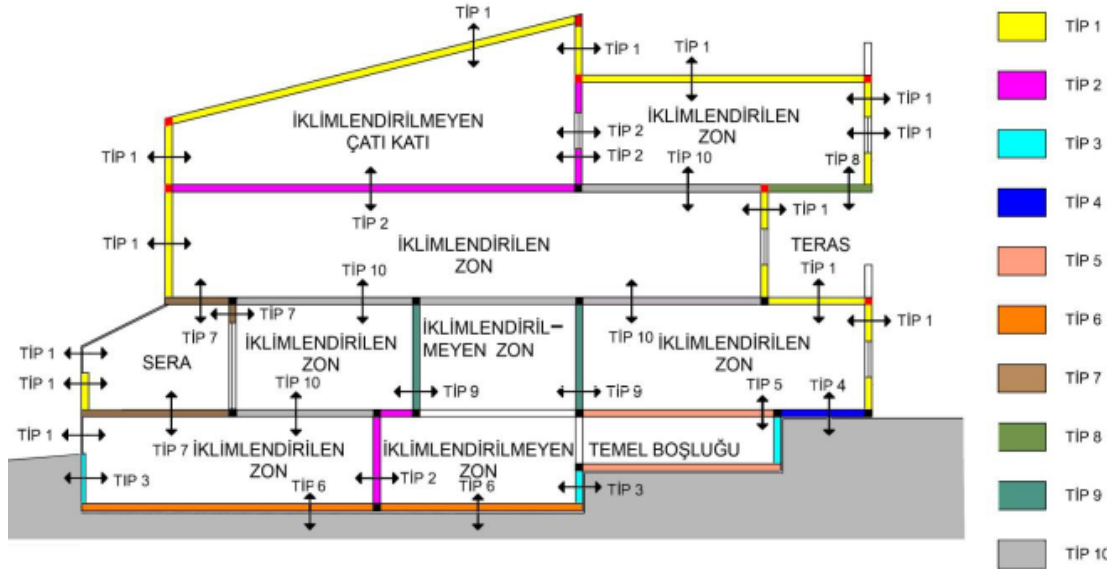 TİP 1
TİP 1
TİP 1
TİP 1
İKLİMLENDİRİLMEYEN
ÇATI KATI
İKLİMLENDİRİLEN
ZON
TİP 1
TİP 2
TİP 1
TİP 1
TİP 2
TİP 10
TİP 8
TİP 2
TİP 1
TİP 1
İKLİMLENDİRİLEN
ZON
TERAS
TİP 10
TİP 1
TİP 7
TİP 7
İKLİMLENDİRİL-
MEYEN ZON
TİP 10
TİP 1
TİP 1
SERA
İKLİMLENDİRİLEN
ZON
İKLİMLENDİRİLEN
ZON
TİP 1
TİP 10
TİP 9
TİP 9
TİP 5
TİP 4
TİP 1
TİP 7
İKLİMLENDİRİLEN
ZON
İKLİMLENDİRİLMEYEN
ZON
TEMEL BOŞLUĞU
TIP 3
TİP 6
TİP 2
TİP 6
TİP 3
TİP 1
TİP 2
TİP 3
TİP 4
TİP 5
TİP 6
TİP 7
TİP 8
TİP 9
TİP 10